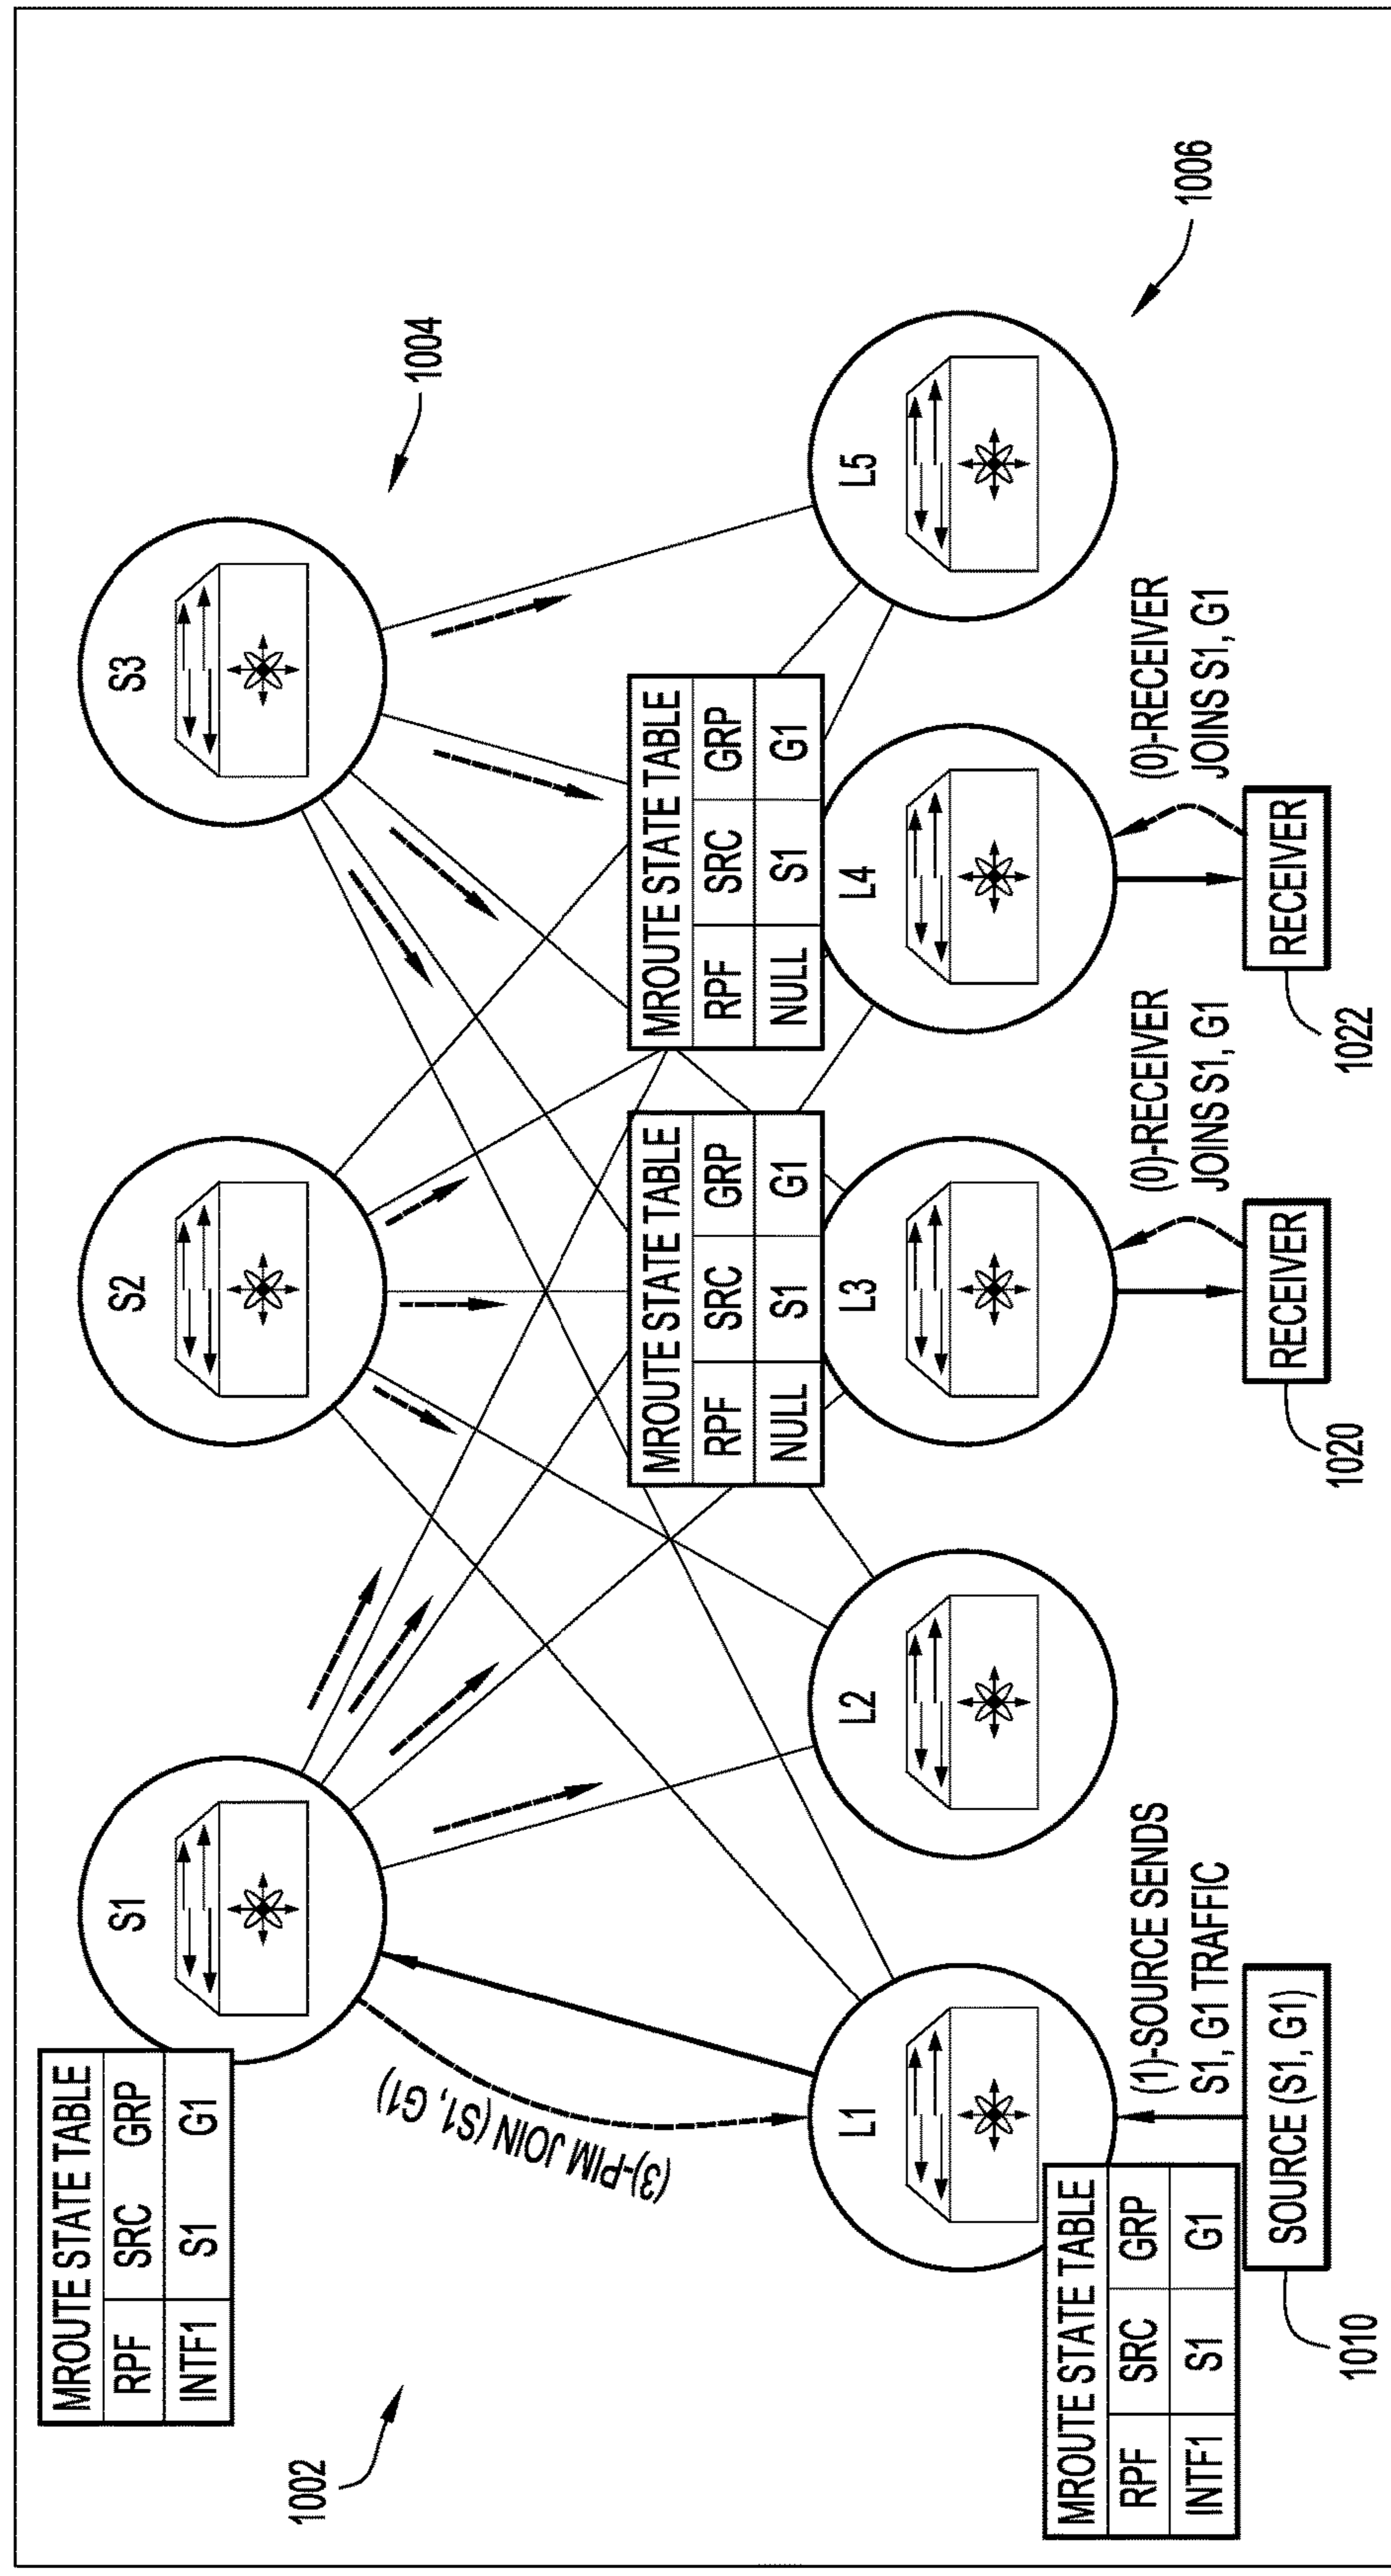 MROUTE STATE TABLE
RPF SRC GRP
INTF1 S1 G1
S1
S2
S3
1002
1004
(3)-PIM JOIN (S1, G1)
MROUTE STATE TABLE
RPF SRC GRP
NULL S1 G1
MROUTE STATE TABLE
RPF SRC GRP
NULL S1 G1
L1
L2
L3
L4
L5
1006
MROUTE STATE TABLE
RPF SRC GRP
INTF1 S1 G1
(1)-SOURCE SENDS
S1, G1 TRAFFIC
(0)-RECEIVER
JOINS S1, G1
(0)-RECEIVER
JOINS S1, G1
SOURCE (S1, G1)
RECEIVER
RECEIVER
1010
1020
1022